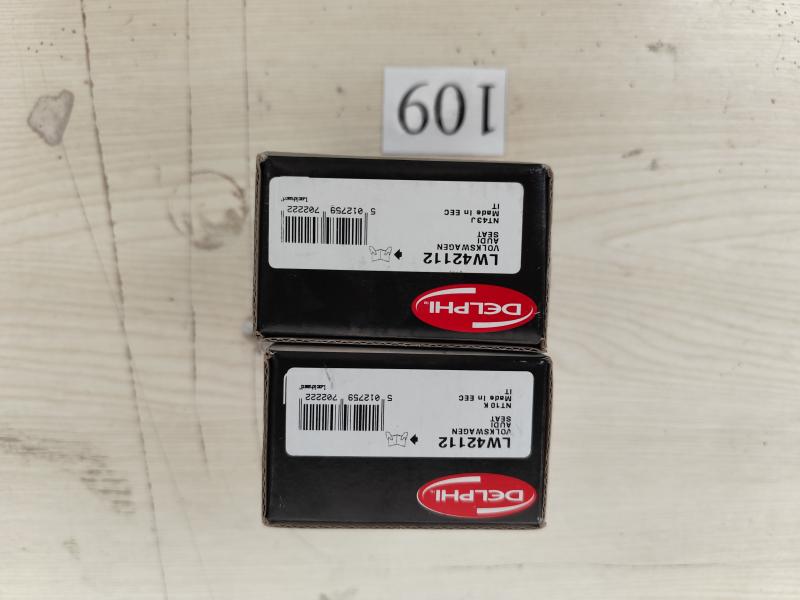 109
DELPHI
LW42112
VOLKSWAGEN
AUDI
SEAT
NT43J
Made in EEC
IT
5 012759 702222
DELPHI
LW42112
VOLKSWAGEN
AUDI
SEAT
NT10K
Made in EEC
IT
5 012759 702222